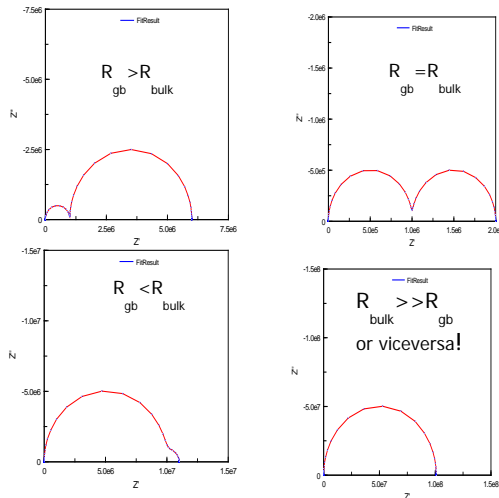 -7.5e6
FitResult
R >R
gb bulk
-5.0e6
Z''
-2.5e6
0
0 2.5e6 5.0e6 7.5e6
Z'
-2.0e6
FitResult
-1.5e6
R =R
gb bulk
-1.0e6
Z''
-5.0e5
0
0 5.0e5 1.0e6 1.5e6 2.0e6
Z'
-1.5e7
FitResult
R <R
gb bulk
-1.0e7
Z''
-5.0e6
0
0 5.0e6 1.0e7 1.5e7
Z'
-1.5e8
FitResult
R >>R
bulk gb
or viceversa!
-1.0e8
Z''
-5.0e7
0
0 5.0e7 1.0e8 1.5e8
Z'